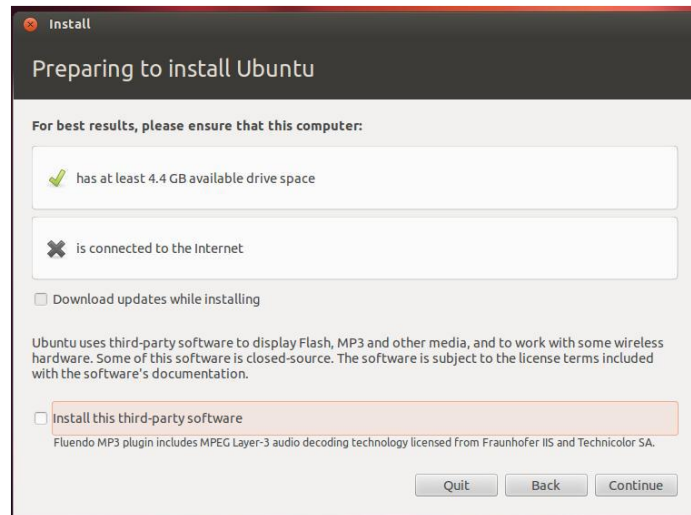 Install
Preparing to install Ubuntu
For best results, please ensure that this computer:
has at least 4.4 GB available drive space
is connected to the Internet
Download updates while installing
Ubuntu uses third-party software to display Flash, MP3 and other media, and to work with some wireless
hardware. Some of this software is closed-source. The software is subject to the license terms included
with the software's documentation.
Install this third-party software
Fluendo MP3 plugin includes MPEG Layer-3 audio decoding technology licensed from Fraunhofer IIS and Technicolor SA.
Quit Back Continue